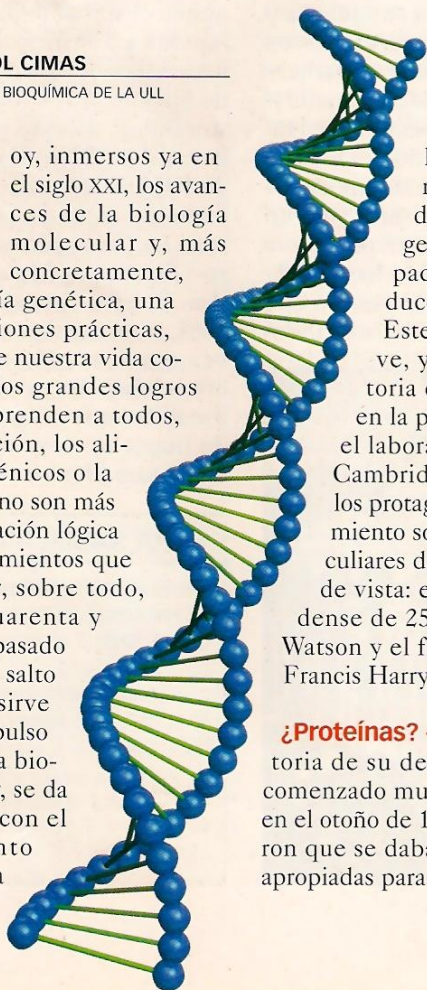 OL CIMAS
BIOQUÍMICA DE LA ULL
oy, inmersos ya en
el siglo XXI, los avan-
ces de la biología
molecular y, más
concretamente,
ía genética, una
iones prácticas,
e nuestra vida co-
os grandes logros
prenden a todos,
ción, los ali-
énicos o la
no son más
ación lógica
mientos que
, sobre todo,
uarenta y
pasado
salto
sirve
pulso
a bio-
, se da
con el
nto
ge
pac
duce
Este
ve, y
toria
en la p
el labora
Cambrid
los protag
miento so
culiares d
de vista: e
dense de 25
Watson y el f
Francis Harry
¿Proteínas?
toria de su de
comenzado mu
en el otoño de 1
ron que se daba
apropiadas para